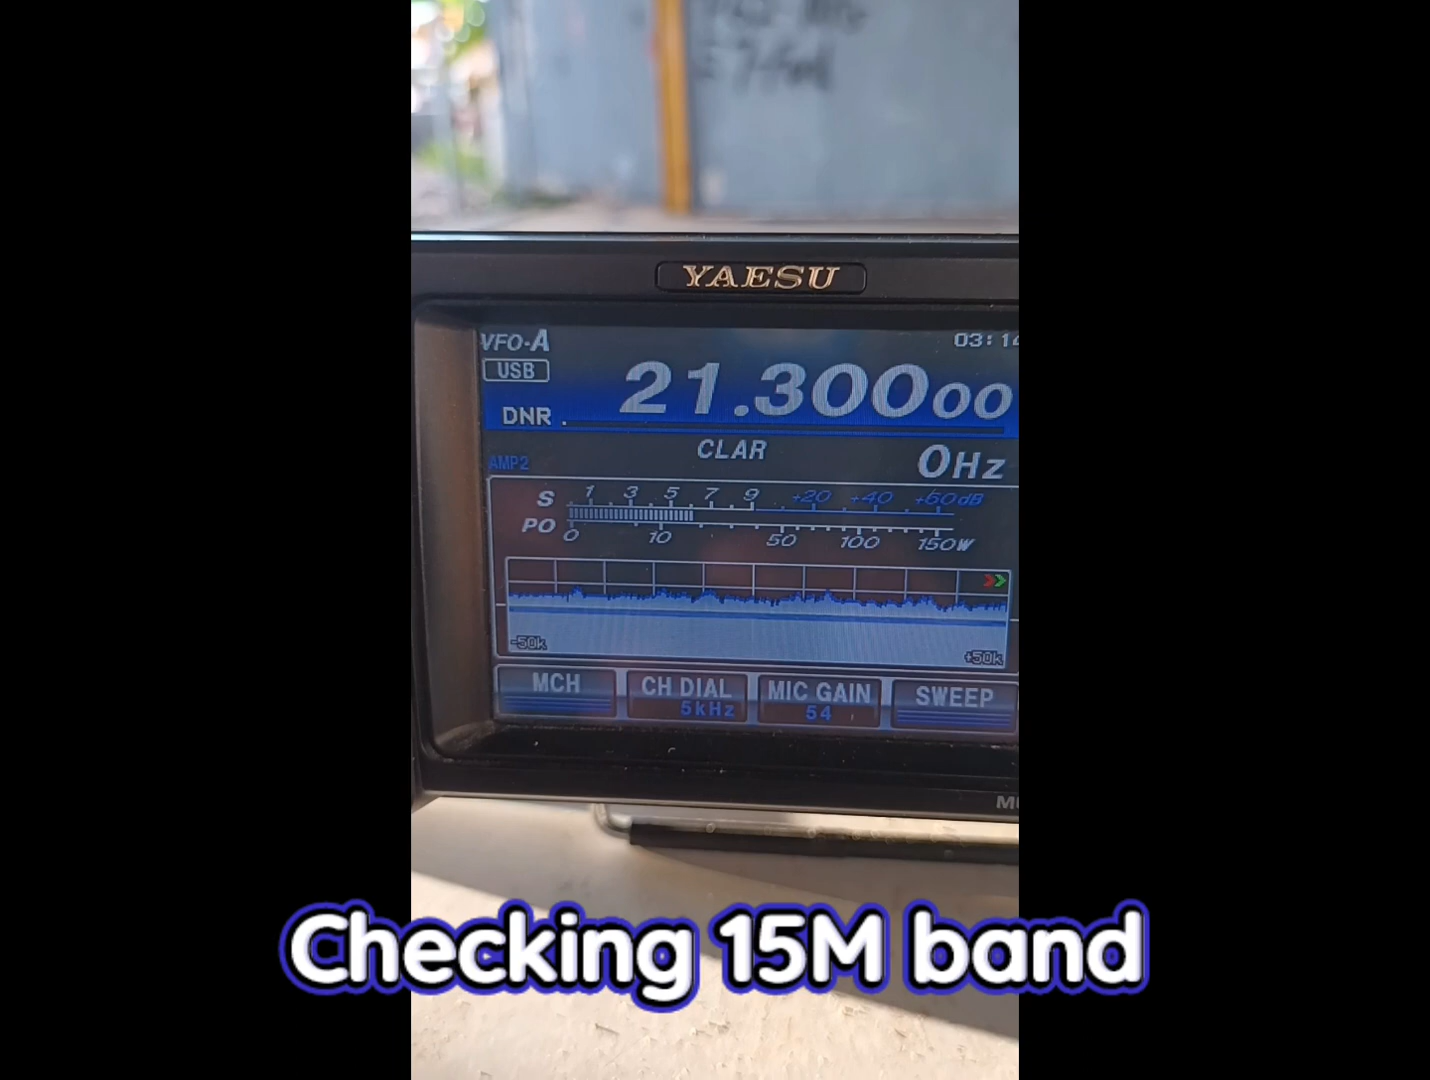 YAESU
VFO-A
03:14
USB
21.30000
DNR
CLAR
0Hz
AMP2
S 1 3 5 7 9 +20 +40 +60dB
PO 0 10 50 100 150W
-50k
+50k
MCH
CH DIAL
5kHz
MIC GAIN
54
SWEEP
Checking 15M band